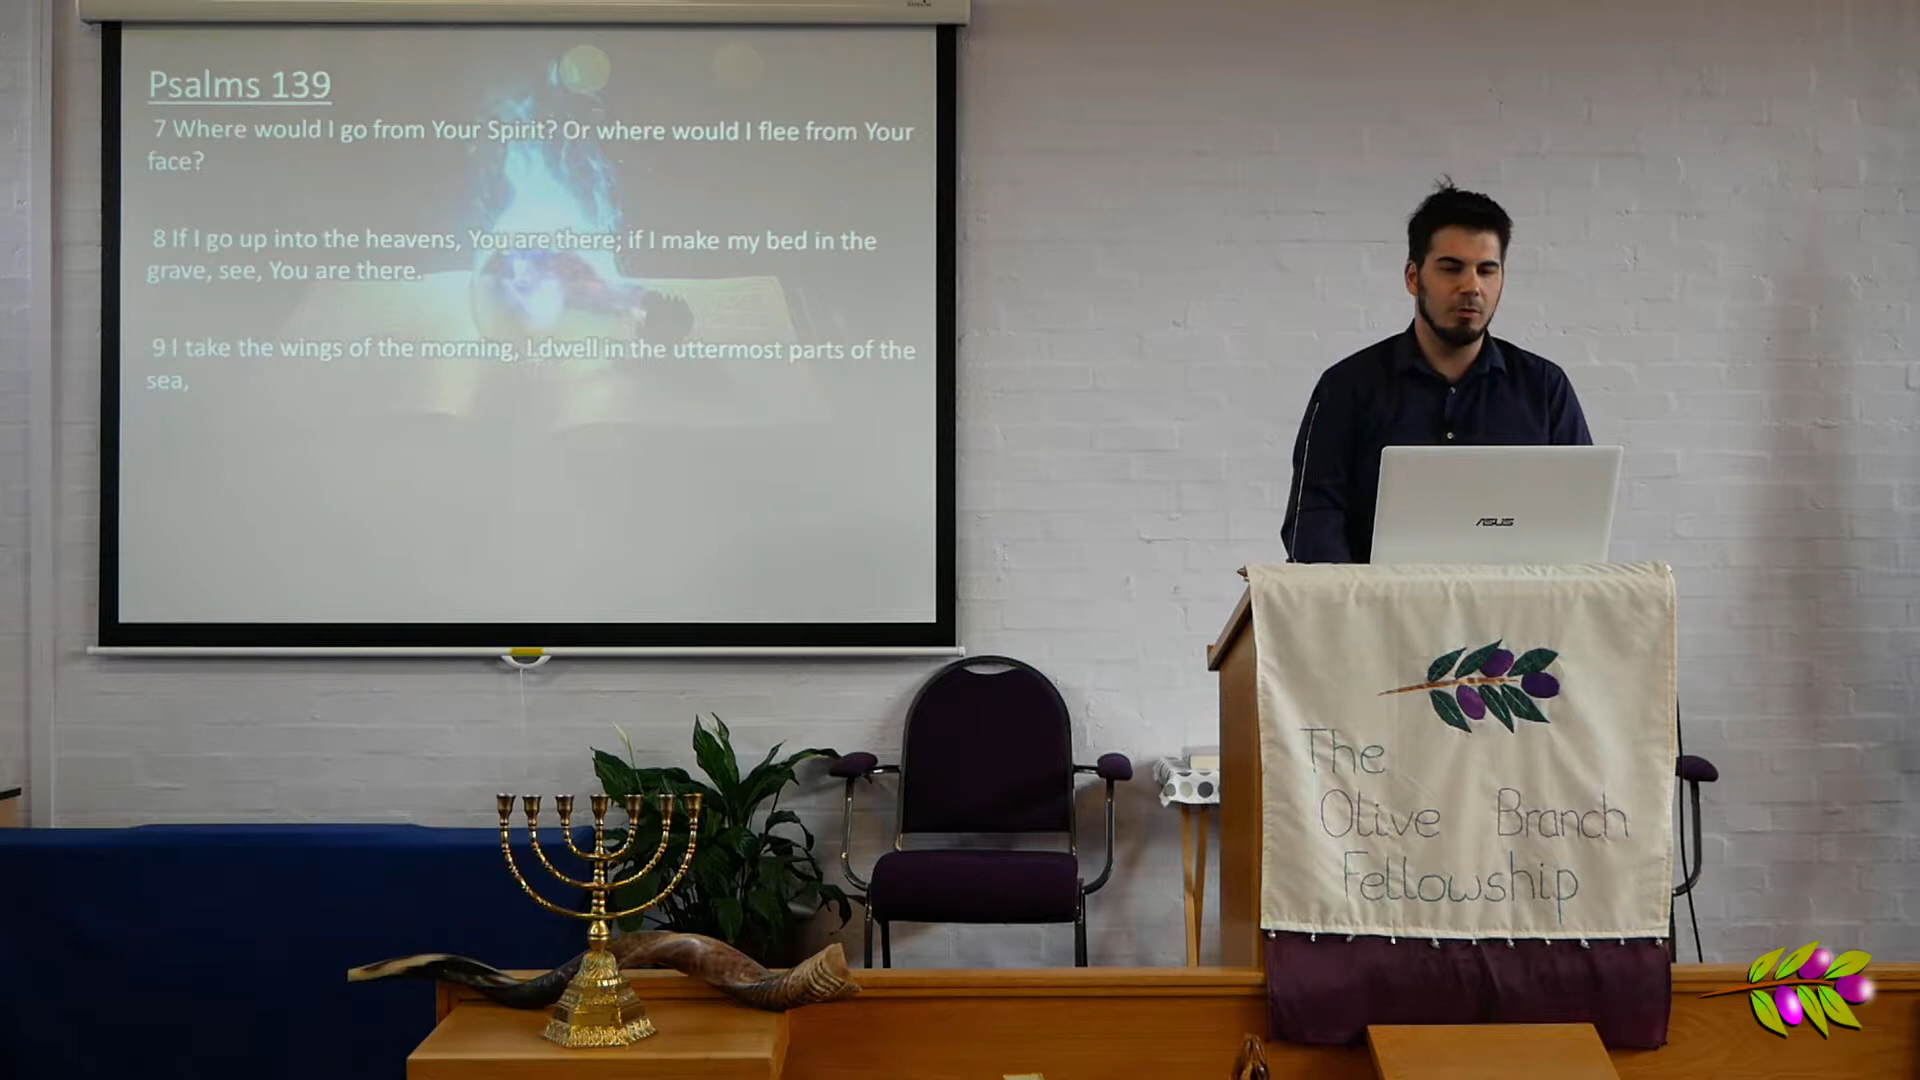 Psalms 139
7 Where would I go from Your Spirit? Or where would I flee from Your
face?
8 If I go up into the heavens, You are there; if I make my bed in the
grave, see, You are there.
9 I take the wings of the morning, I dwell in the uttermost parts of the
sea,
ASUS
The
Olive Branch
Fellowship